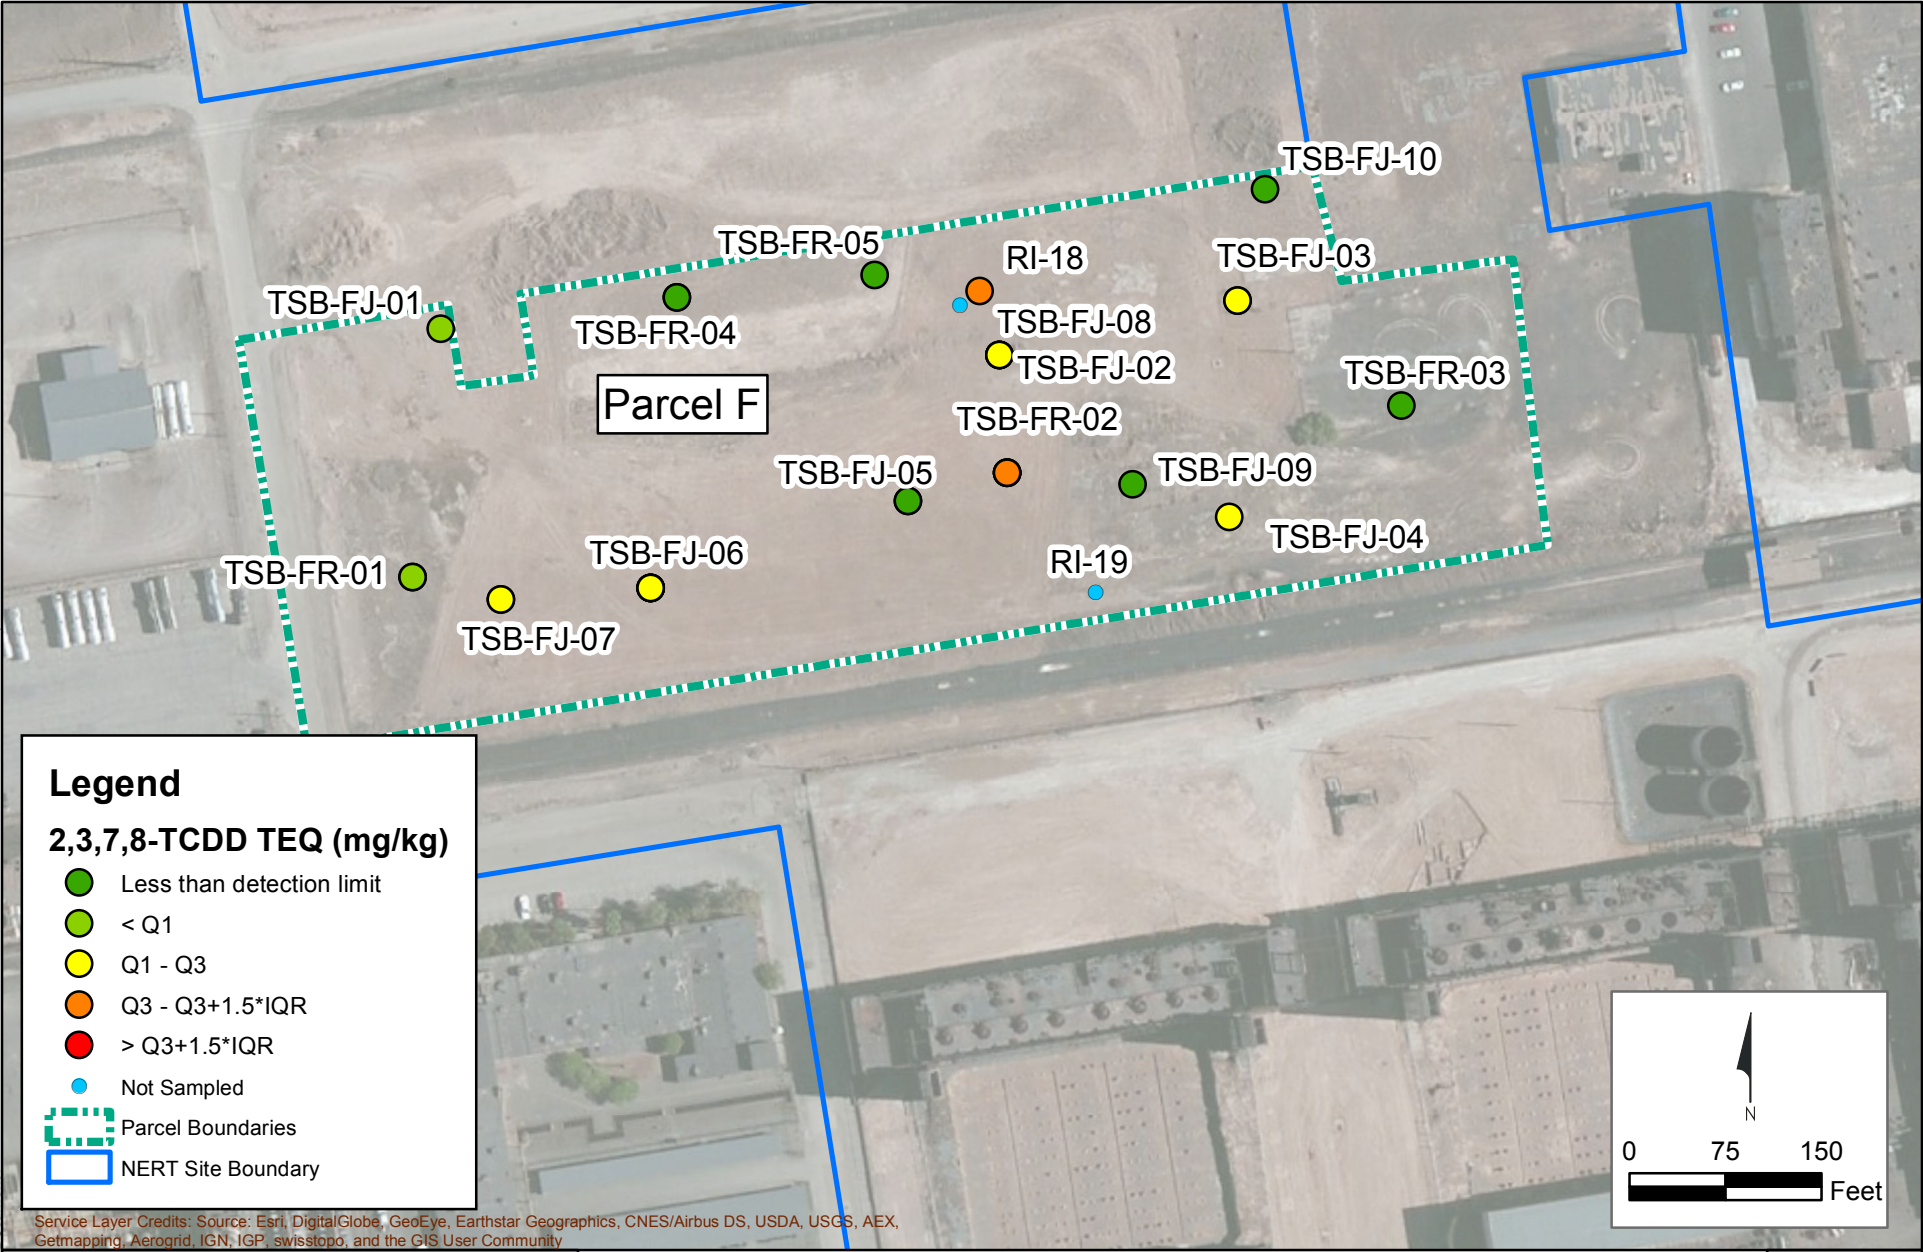 TSB-FJ-10
TSB-FR-05
TSB-FJ-03
RI-18
TSB-FJ-01
TSB-FR-04
TSB-FJ-08
TSB-FJ-02
TSB-FR-03
Parcel F
TSB-FR-02
TSB-FJ-05
TSB-FJ-09
TSB-FJ-04
TSB-FJ-06
RI-19
TSB-FR-01
TSB-FJ-07
Legend
2,3,7,8-TCDD TEQ (mg/kg)
Less than detection limit
< Q1
Q1 - Q3
Q3 - Q3+1.5*IQR
> Q3+1.5*IQR
Not Sampled
Parcel Boundaries
NERT Site Boundary
N
0 75 150
Feet
Service Layer Credits: Source: Esri, DigitalGlobe, GeoEye, Earthstar Geographics, CNES/Airbus DS, USDA, USGS, AEX,
Getmapping, Aerogrid, IGN, IGP, swisstopo, and the GIS User Community